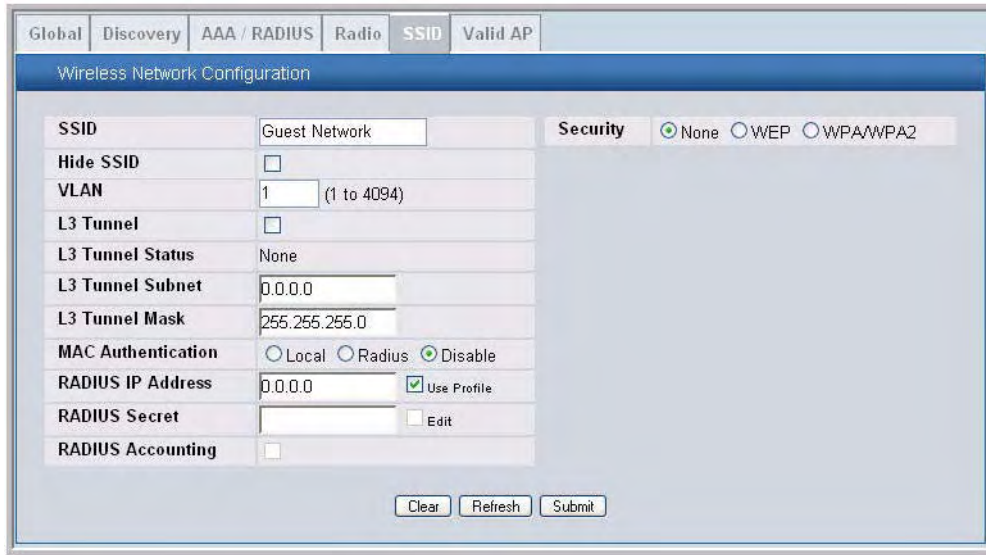 Global Discovery AAA / RADIUS Radio SSID Valid AP
Wireless Network Configuration
SSID Guest Network Security None WEP WPA/WPA2
Hide SSID
VLAN 1 (1 to 4094)
L3 Tunnel
L3 Tunnel Status None
L3 Tunnel Subnet 0.0.0.0
L3 Tunnel Mask 255.255.255.0
MAC Authentication Local Radius Disable
RADIUS IP Address 0.0.0.0 Use Profile
RADIUS Secret Edit
RADIUS Accounting
Clear Refresh Submit